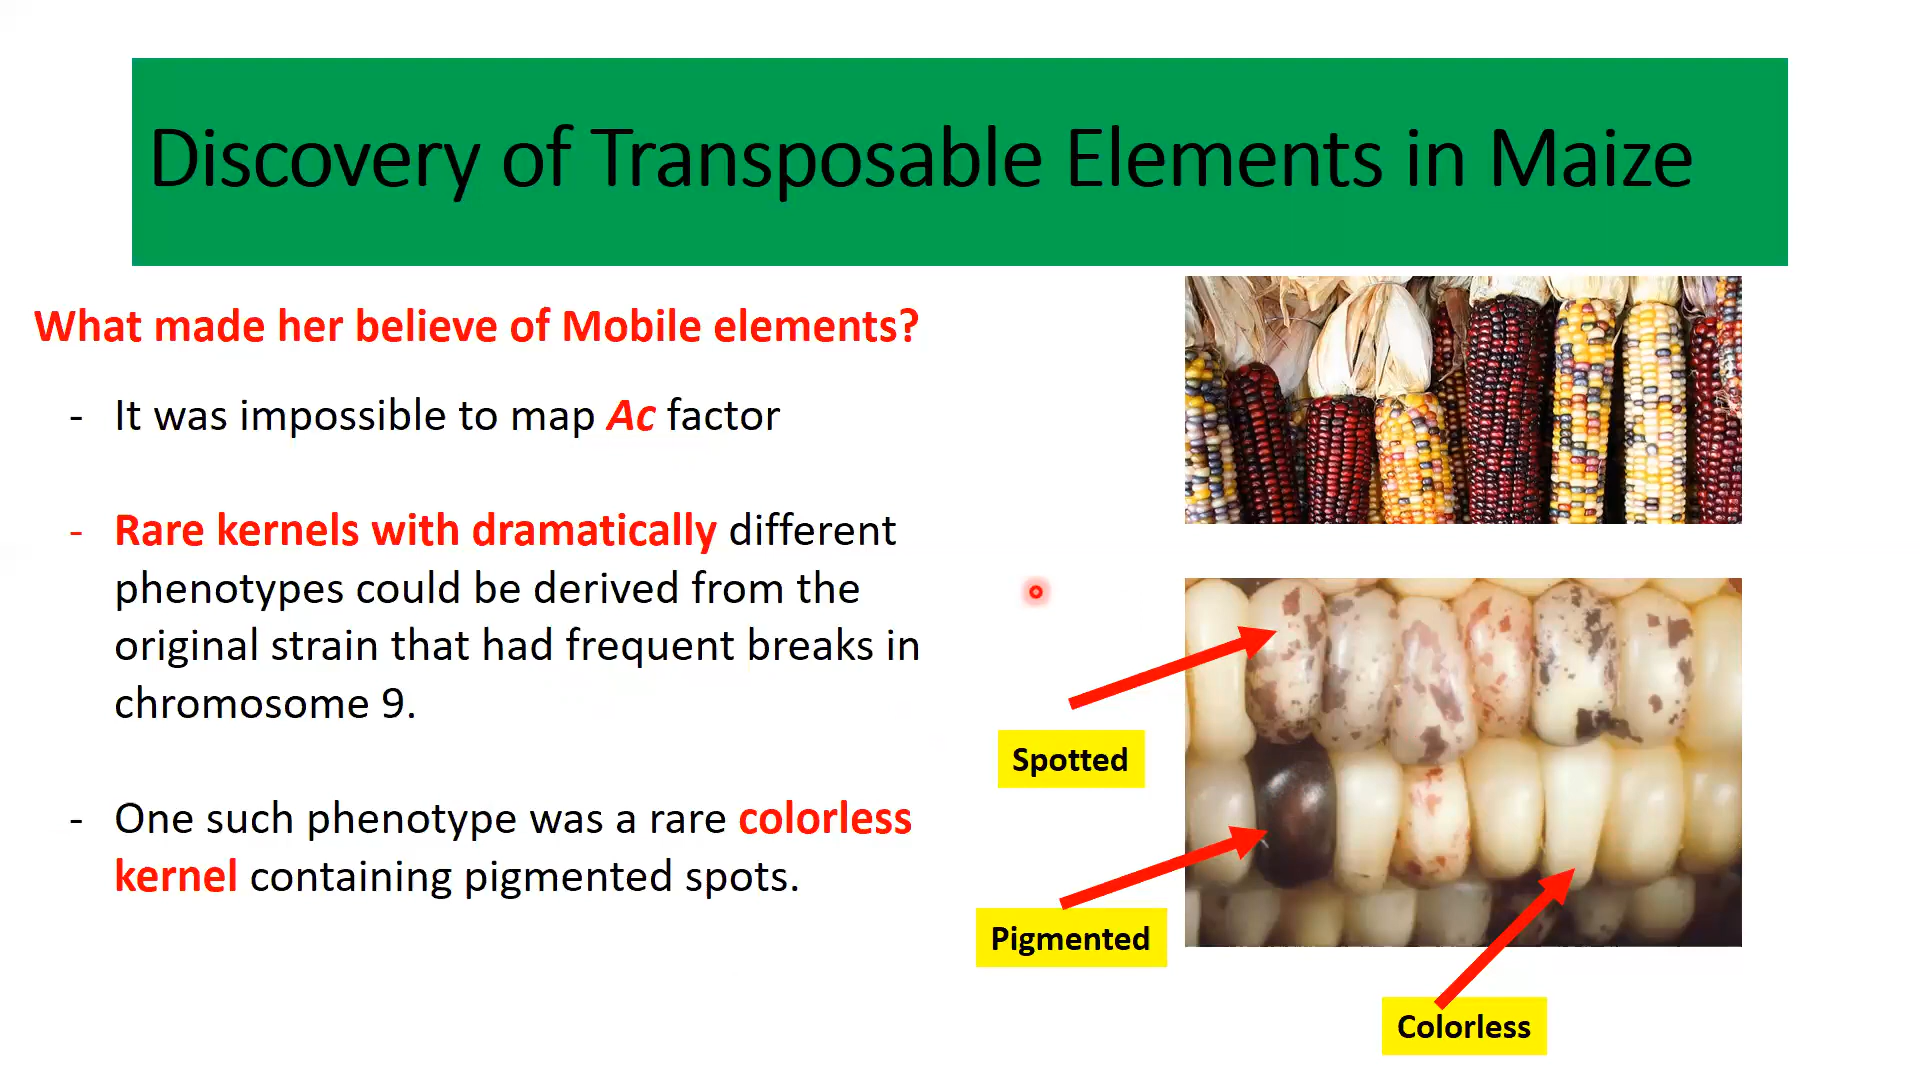 Discovery of Transposable Elements in Maize
What made her believe of Mobile elements?
- It was impossible to map Ac factor
- Rare kernels with dramatically different
phenotypes could be derived from the
original strain that had frequent breaks in
chromosome 9.
- One such phenotype was a rare colorless
kernel containing pigmented spots.
Spotted
Pigmented
Colorless